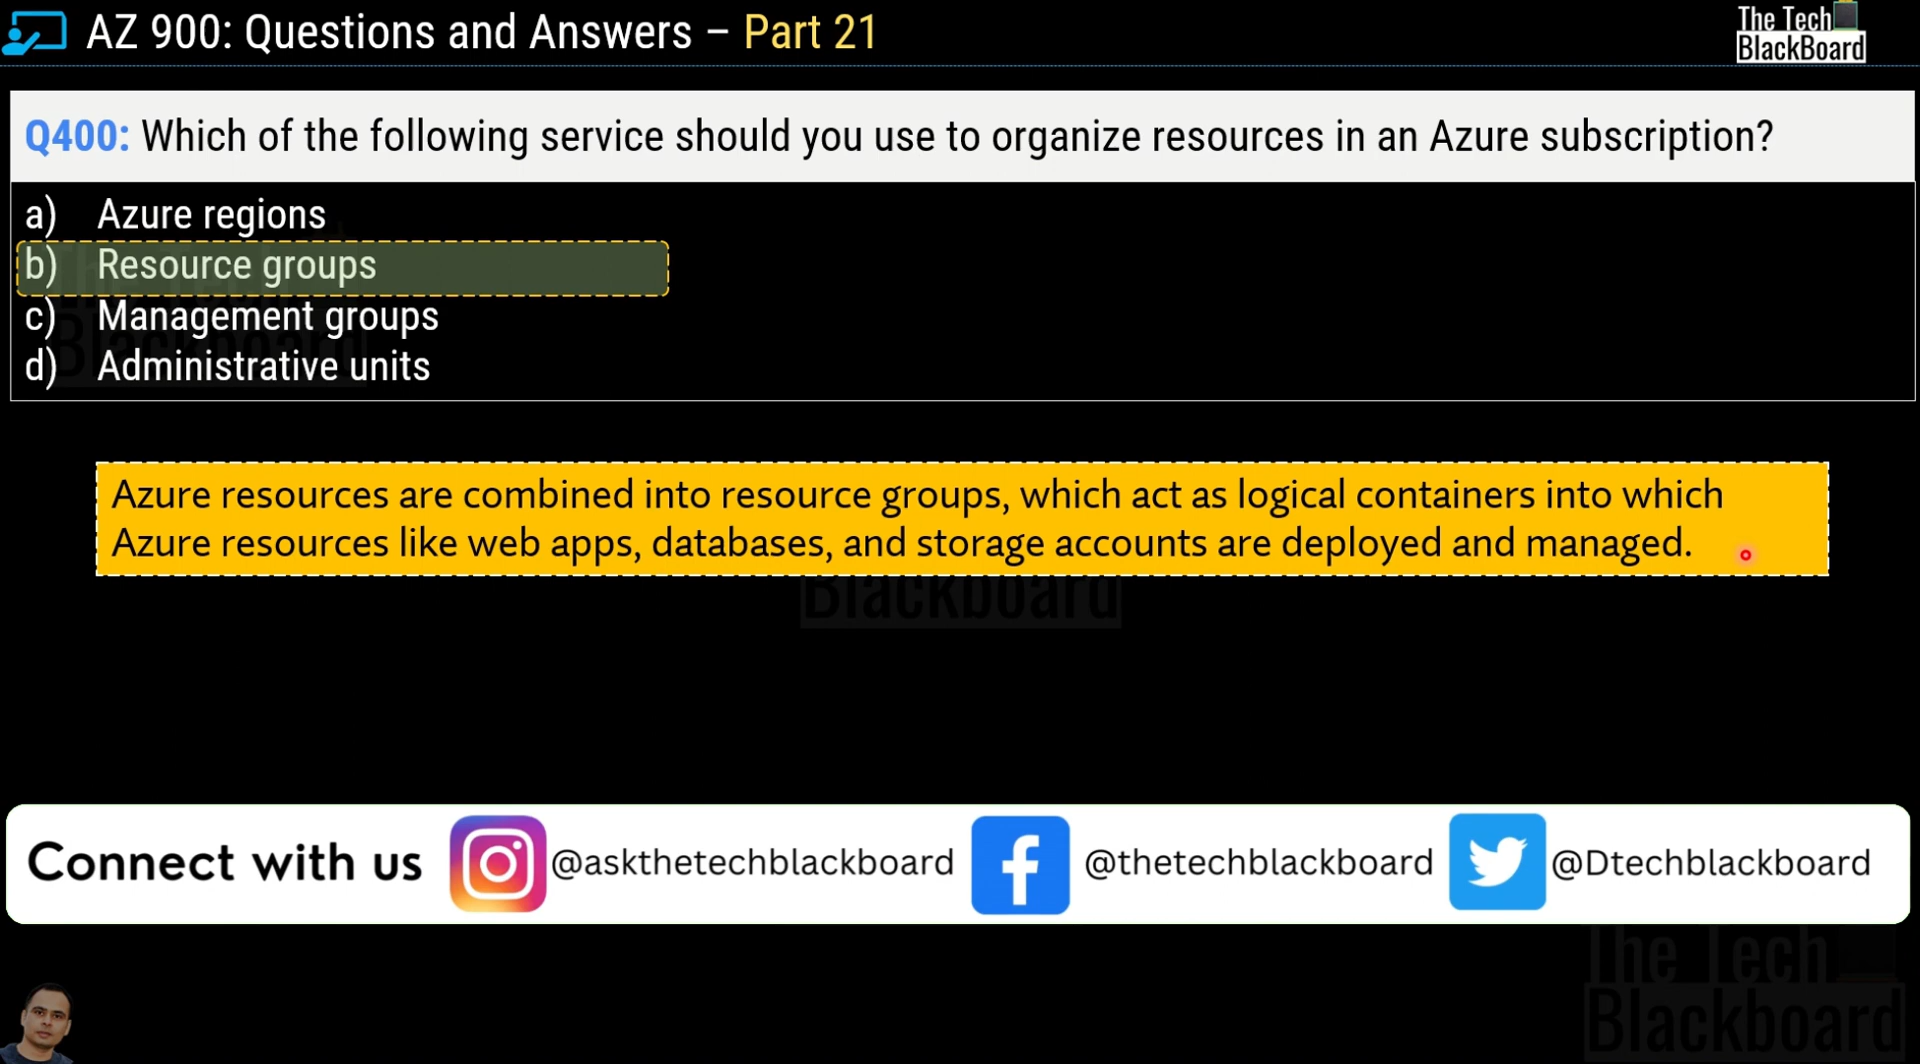 AZ 900: Questions and Answers – Part 21
The Tech
BlackBoard
Q400: Which of the following service should you use to organize resources in an Azure subscription?
a) Azure regions
b) Resource groups
c) Management groups
d) Administrative units
Azure resources are combined into resource groups, which act as logical containers into which
Azure resources like web apps, databases, and storage accounts are deployed and managed.
Blackboard
Connect with us @askthetechblackboard @thetechblackboard @Dtechblackboard
The Tech
Blackboard